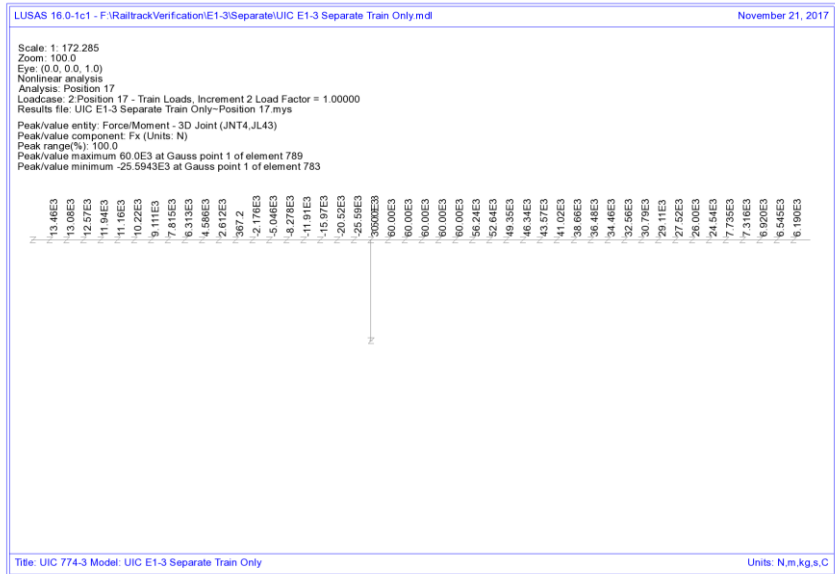 LUSAS 16.0-1c1 - F:\RailtrackVerification\E1-3\Separate\UIC E1-3 Separate Train Only.mdl
November 21, 2017
Scale: 1: 172.285
Zoom: 100.0
Eye: (0.0, 0.0, 1.0)
Nonlinear analysis
Analysis: Position 17
Loadcase: 2:Position 17 - Train Loads, Increment 2 Load Factor = 1.00000
Results file: UIC E1-3 Separate Train Only~Position 17.mys
Peak/value entity: Force/Moment - 3D Joint (JNT4,JL43)
Peak/value component: Fx (Units: N)
Peak range(%): 100.0
Peak/value maximum 60.0E3 at Gauss point 1 of element 789
Peak/value minimum -25.5943E3 at Gauss point 1 of element 783
13.46E3
13.08E3
12.57E3
11.94E3
11.16E3
10.22E3
9.111E3
7.815E3
6.313E3
4.586E3
2.612E3
367.2
-2.176E3
-5.046E3
-8.278E3
-11.91E3
-15.97E3
-20.52E3
-25.59E3
60.00E3
60.00E3
60.00E3
60.00E3
60.00E3
56.24E3
52.64E3
49.35E3
46.34E3
43.57E3
41.02E3
38.66E3
36.48E3
34.46E3
32.56E3
30.79E3
29.11E3
27.52E3
26.00E3
24.54E3
7.735E3
7.316E3
6.920E3
6.545E3
6.190E3
Title: UIC 774-3 Model: UIC E1-3 Separate Train Only
Units: N,m,kg,s,C